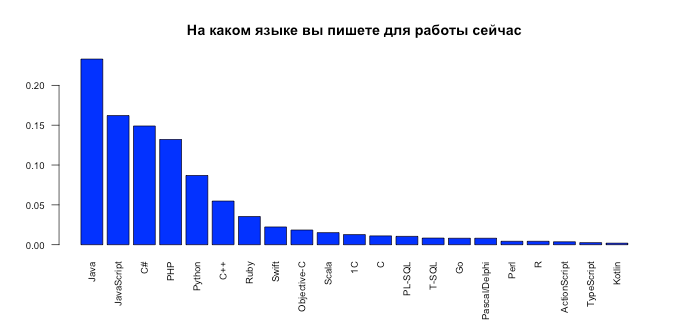 На каком языке вы пишете для работы сейчас
0.20
0.15
0.10
0.05
0.00
Java
JavaScript
C#
PHP
Python
C++
Ruby
Swift
Objective-C
Scala
1C
C
PL-SQL
T-SQL
Go
Pascal/Delphi
Perl
R
ActionScript
TypeScript
Kotlin